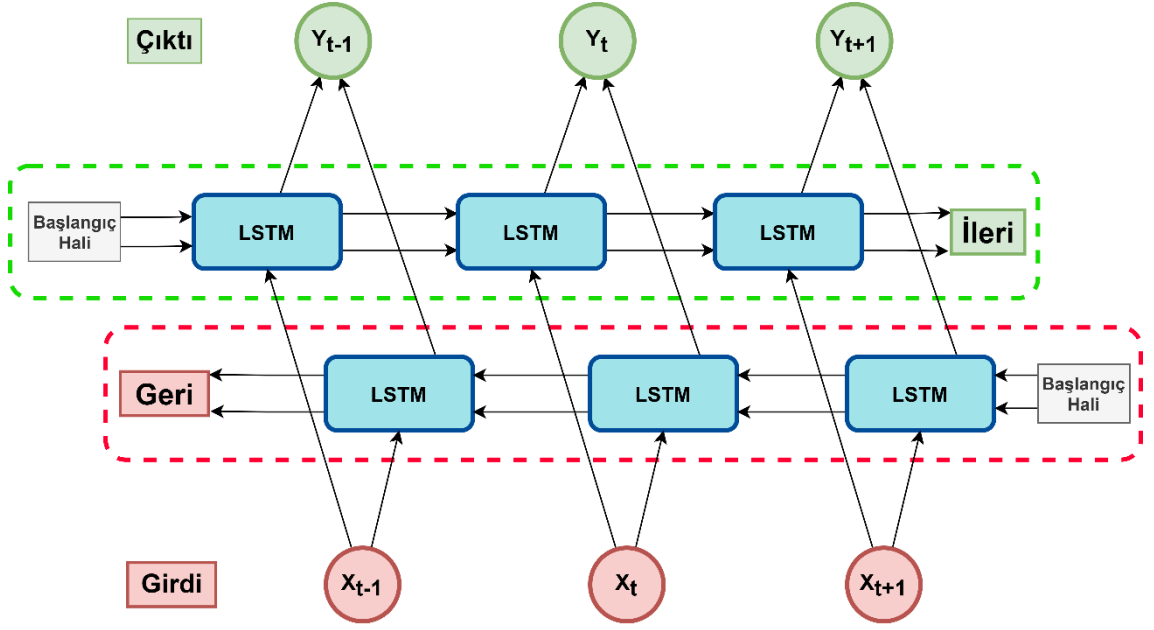 Çıktı
Yt-1
Yt
Yt+1
Başlangıç
Hali
LSTM
LSTM
LSTM
İleri
Geri
LSTM
LSTM
LSTM
Başlangıç
Hali
Girdi
Xt-1
Xt
Xt+1